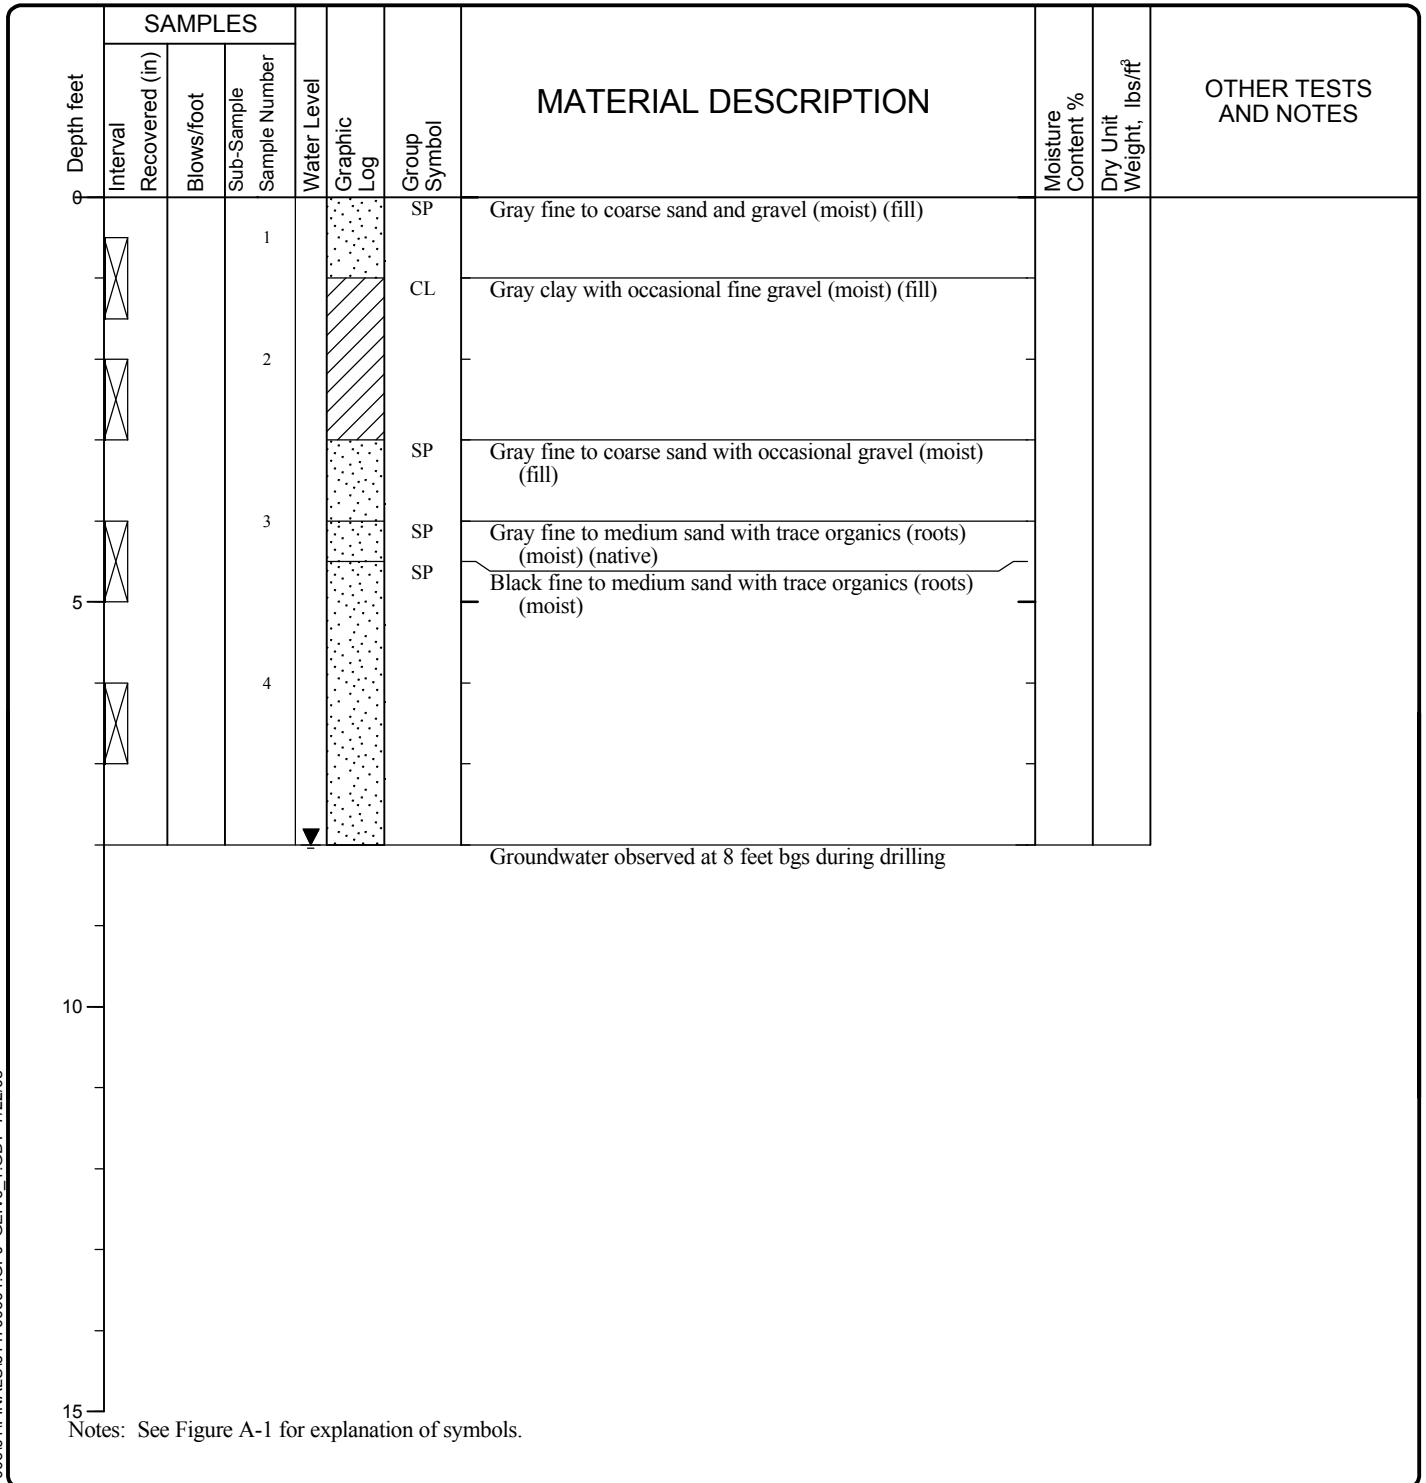 SAMPLES
Depth feet
Interval
Recovered (in)
Blows/foot
Sub-Sample
Sample Number
Water Level
Graphic
Log
Group
Symbol
MATERIAL DESCRIPTION
Moisture
Content %
Dry Unit
Weight, lbs/ft³
OTHER TESTS
AND NOTES
0
SP
Gray fine to coarse sand and gravel (moist) (fill)
1
CL
Gray clay with occasional fine gravel (moist) (fill)
2
SP
Gray fine to coarse sand with occasional gravel (moist)
(fill)
3
SP
Gray fine to medium sand with trace organics (roots)
(moist) (native)
SP
Black fine to medium sand with trace organics (roots)
(moist)
5
4
Groundwater observed at 8 feet bgs during drilling
10
15
Notes: See Figure A-1 for explanation of symbols.